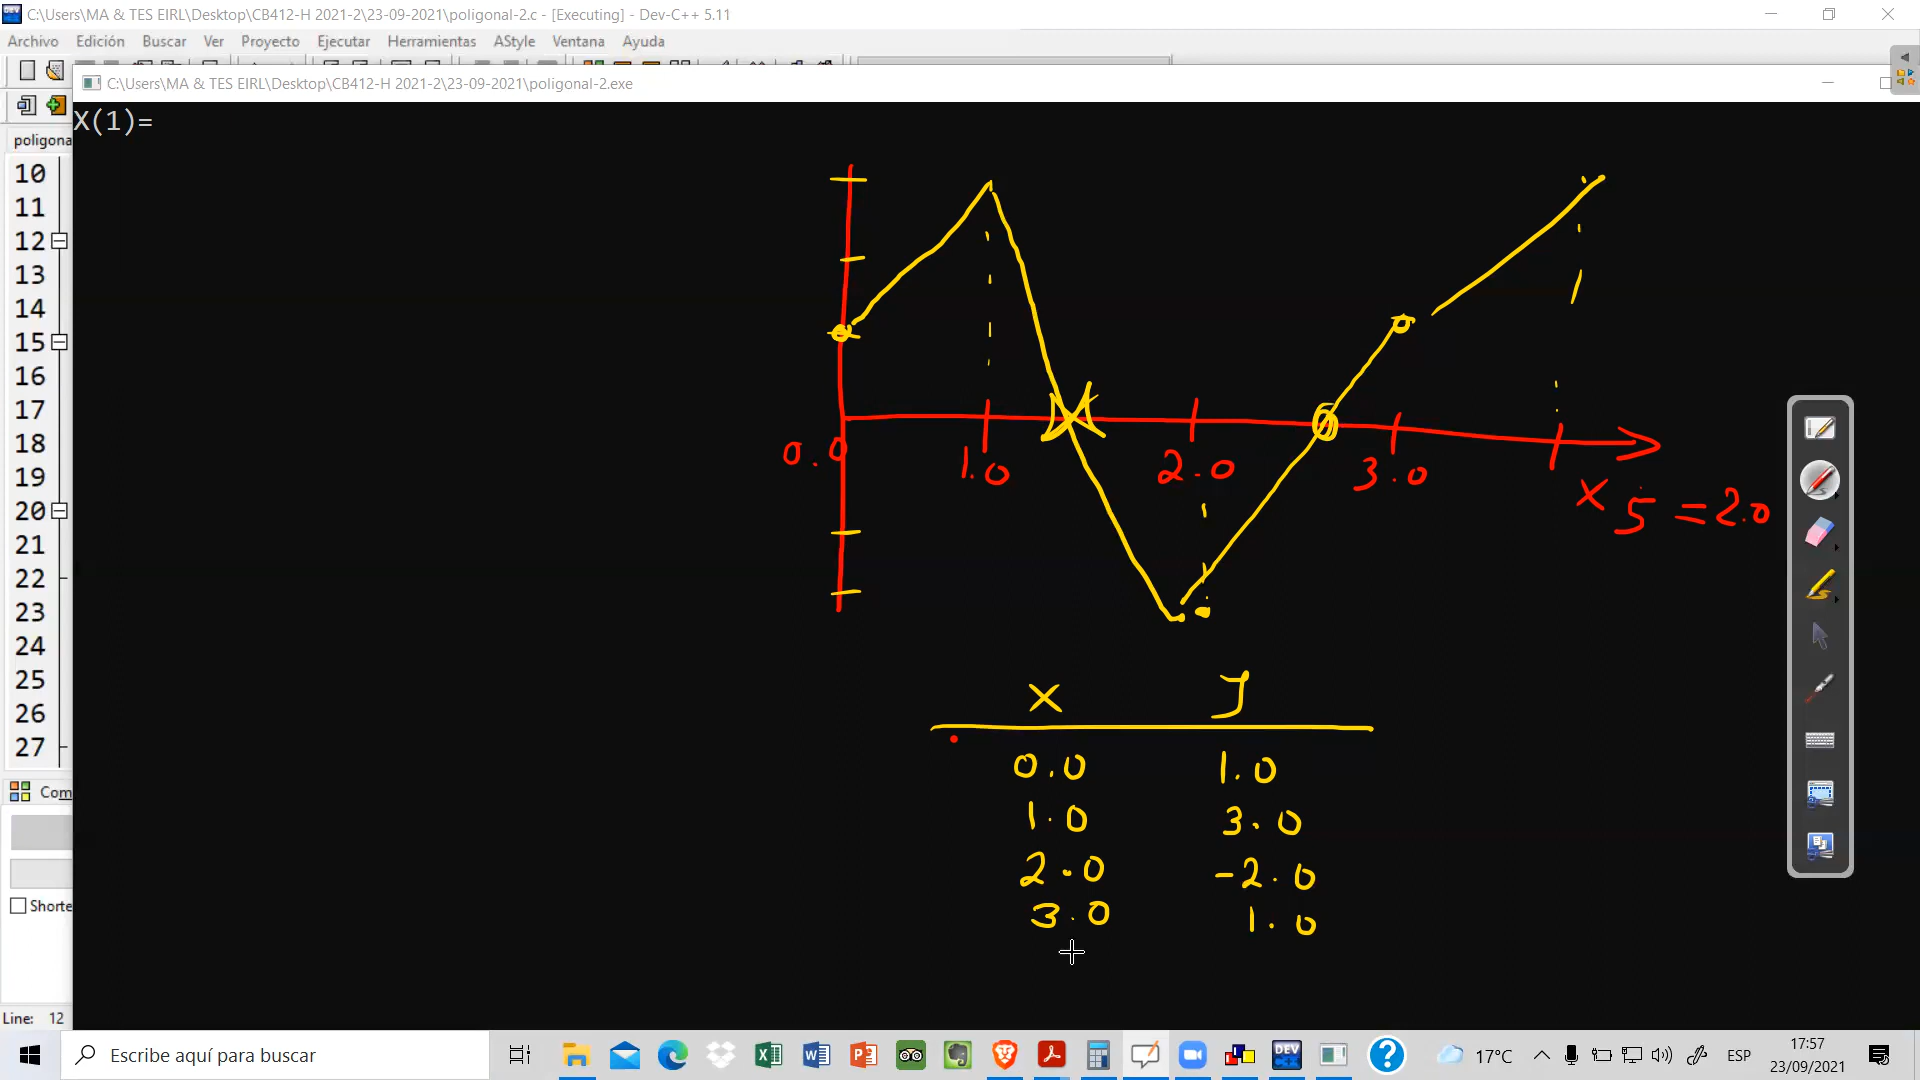 C:\Users\MA & TES EIRL\Desktop\CB412-H 2021-2\23-09-2021\poligonal-2.c - [Executing] - Dev-C++ 5.11
Archivo Edición Buscar Ver Proyecto Ejecutar Herramientas AStyle Ventana Ayuda
C:\Users\MA & TES EIRL\Desktop\CB412-H 2021-2\23-09-2021\poligonal-2.exe
X(1)=
poligona
10
11
12
13
14
15
16
17
18
19
20
21
22
23
24
25
26
27
0.0 1.0 2.0 3.0
x 5 = 2.0
X Y
0.0 1.0
1.0 3.0
2.0 -2.0
3.0 1.0
Com
Shorte
Line: 12
Escribe aquí para buscar
17°C
ESP
17:57
23/09/2021